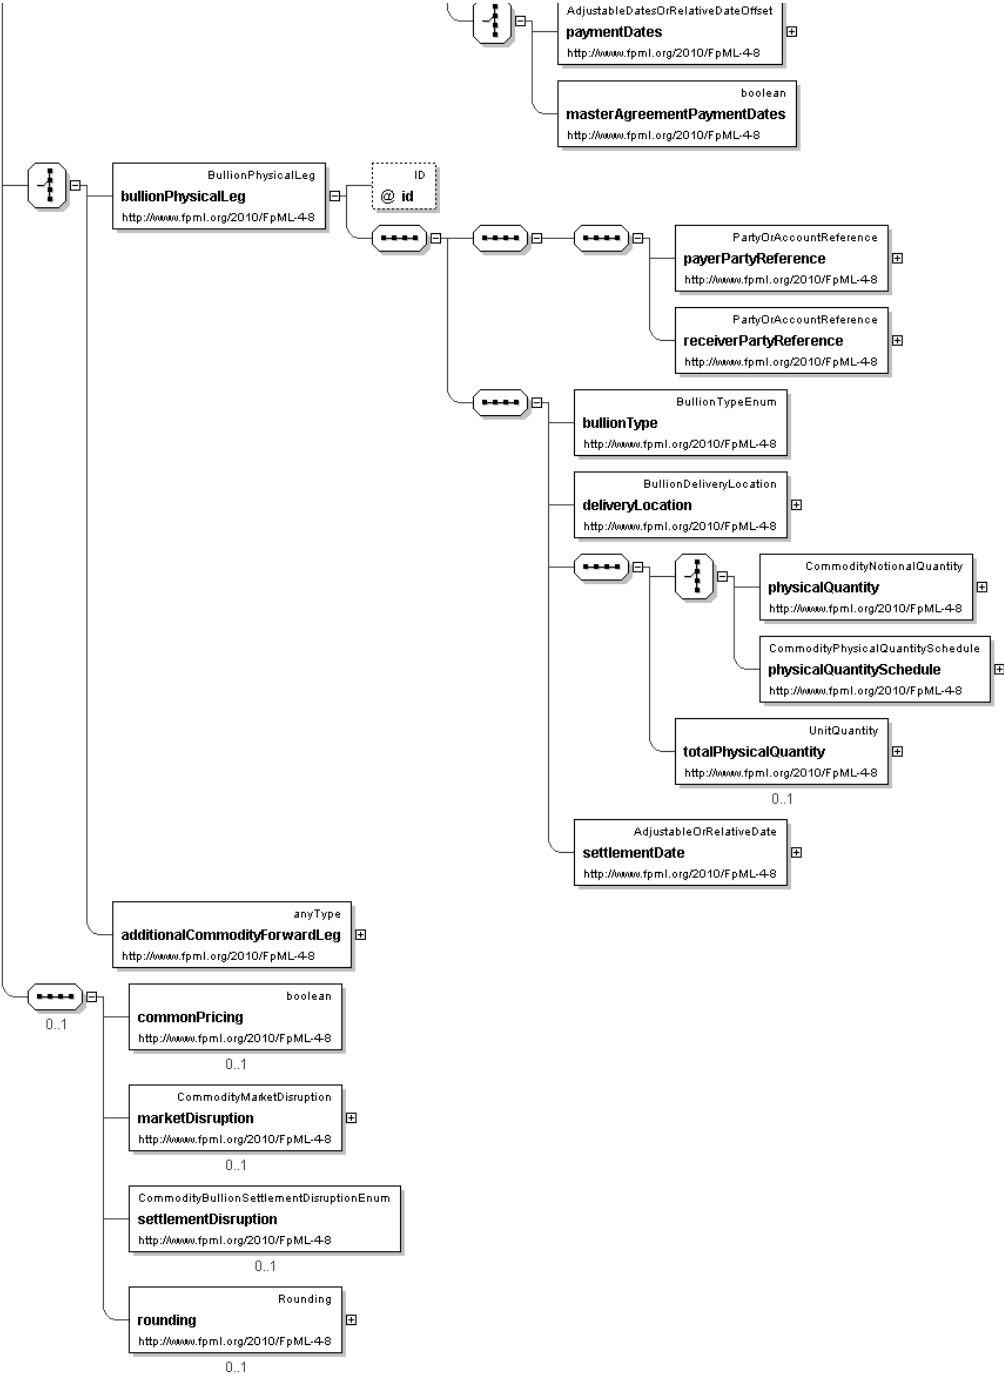 AdjustableDatesOrRelativeDateOffset
paymentDates
http://www.fpml.org/2010/FpML-4-8
boolean
masterAgreementPaymentDates
http://www.fpml.org/2010/FpML-4-8
BullionPhysicalLeg
bullionPhysicalLeg
http://www.fpml.org/2010/FpML-4-8
ID
@ id
PartyOrAccountReference
payerPartyReference
http://www.fpml.org/2010/FpML-4-8
PartyOrAccountReference
receiverPartyReference
http://www.fpml.org/2010/FpML-4-8
BullionTypeEnum
bullionType
http://www.fpml.org/2010/FpML-4-8
BullionDeliveryLocation
deliveryLocation
http://www.fpml.org/2010/FpML-4-8
CommodityNotionalQuantity
physicalQuantity
http://www.fpml.org/2010/FpML-4-8
CommodityPhysicalQuantitySchedule
physicalQuantitySchedule
http://www.fpml.org/2010/FpML-4-8
UnitQuantity
totalPhysicalQuantity
http://www.fpml.org/2010/FpML-4-8
0..1
AdjustableOrRelativeDate
settlementDate
http://www.fpml.org/2010/FpML-4-8
anyType
additionalCommodityForwardLeg
http://www.fpml.org/2010/FpML-4-8
0..1
boolean
commonPricing
http://www.fpml.org/2010/FpML-4-8
0..1
CommodityMarketDisruption
marketDisruption
http://www.fpml.org/2010/FpML-4-8
0..1
CommodityBullionSettlementDisruptionEnum
settlementDisruption
http://www.fpml.org/2010/FpML-4-8
0..1
Rounding
rounding
http://www.fpml.org/2010/FpML-4-8
0..1